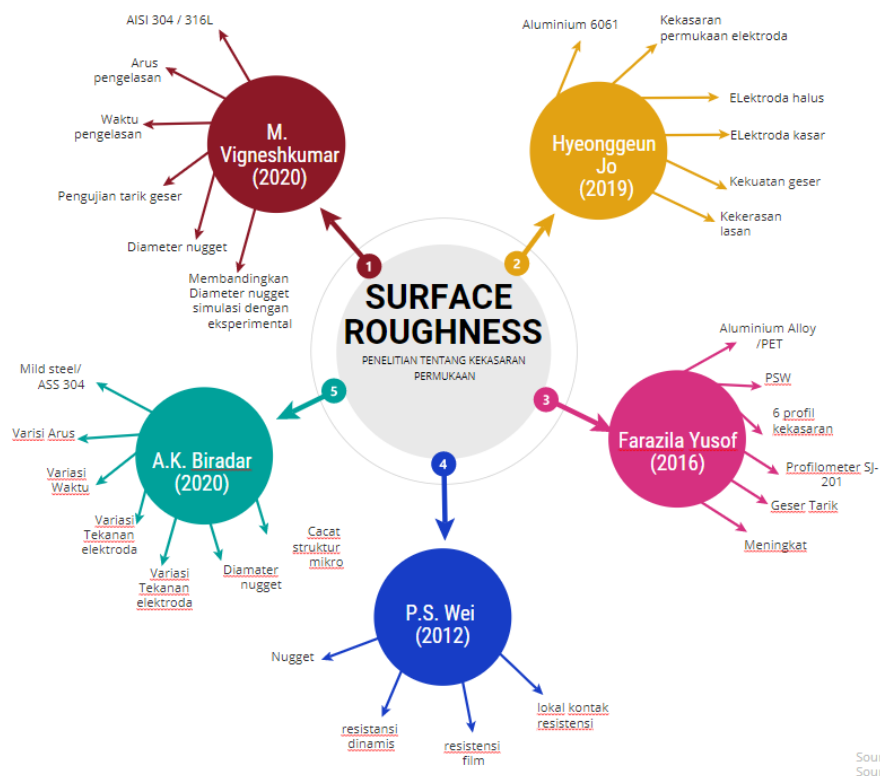 SURFACE
ROUGHNESS
PENELITIAN TENTANG KEKASARAN
PERMUKAAN
1
M.
Vigneshkumar
(2020)
AISI 304 / 316L
Arus
pengelasan
Waktu
pengelasan
Pengujian tarik geser
Diameter nugget
Membandingkan
Diameter nugget
simulasi dengan
eksperimental
2
Hyeonggeun
Jo
(2019)
Aluminium 6061
Kekasaran
permukaan elektroda
ELektroda halus
ELektroda kasar
Kekuatan geser
Kekerasan
lasan
3
Farazila Yusof
(2016)
Aluminium Alloy
/PET
PSW
6 profil
kekasaran
Profilometer SJ-
201
Geser Tarik
Meningkat
4
P.S. Wei
(2012)
Nugget
resistansi
dinamis
resistensi
film
lokal kontak
resistensi
5
A.K. Biradar
(2020)
Mild steel/
ASS 304
Varisi Arus
Variasi
Waktu
Variasi
Tekanan
elektroda
Variasi
Tekanan
elektroda
Diamater
nugget
Cacat
struktur
mikro
Sour
Sour